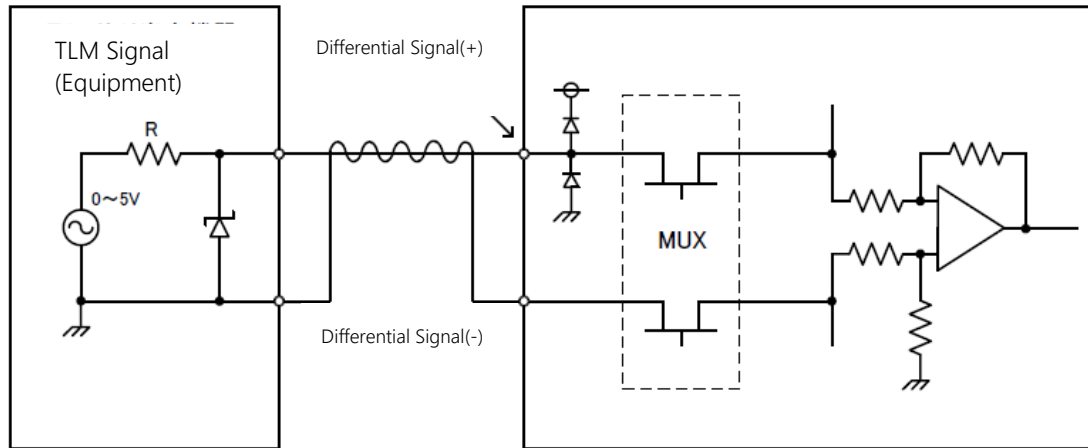 TLM Signal
(Equipment)
Differential Signal(+)
R
0～5V
MUX
Differential Signal(-)